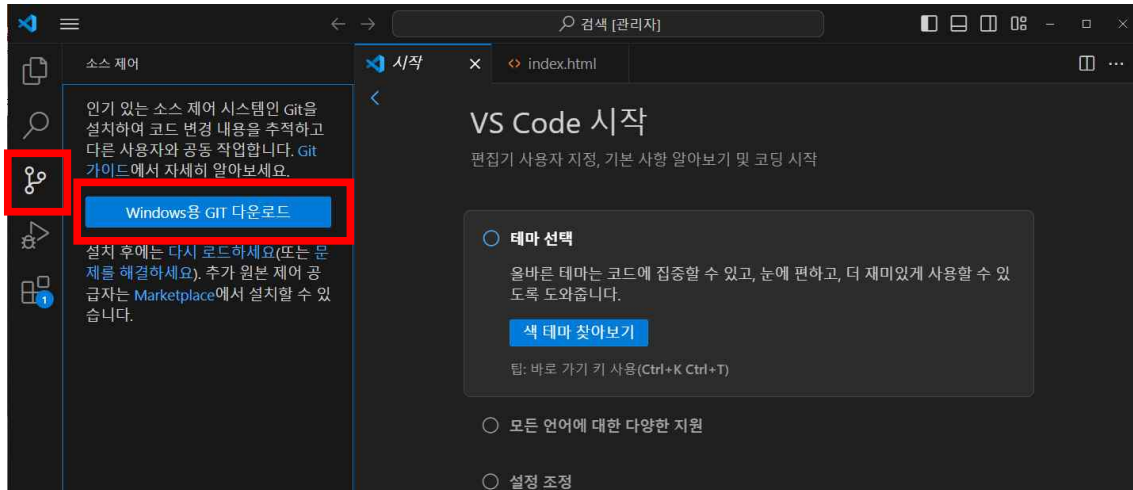 검색 [관리자]
소스 제어
시작
index.html
인기 있는 소스 제어 시스템인 Git을
설치하여 코드 변경 내용을 추적하고
다른 사용자와 공동 작업합니다. Git
가이드에서 자세히 알아보세요.
Windows용 GIT 다운로드
설치 후에는 다시 로드하세요(또는 문
제를 해결하세요). 추가 원본 제어 공
급자는 Marketplace에서 설치할 수 있
습니다.
1
VS Code 시작
편집기 사용자 지정, 기본 사항 알아보기 및 코딩 시작
테마 선택
올바른 테마는 코드에 집중할 수 있고, 눈에 편하고, 더 재미있게 사용할 수 있
도록 도와줍니다.
색 테마 찾아보기
팁: 바로 가기 키 사용(Ctrl+K Ctrl+T)
모든 언어에 대한 다양한 지원
설정 조정